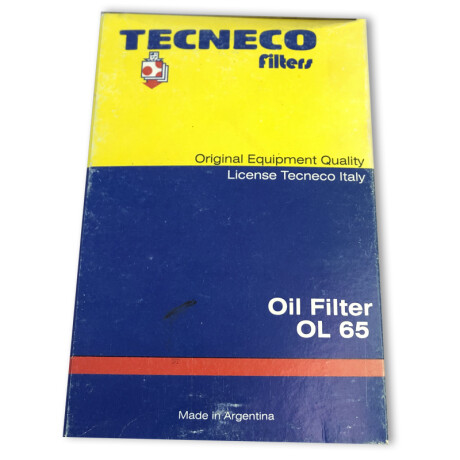 TECNECO
Filters
Original Equipment Quality
License Tecneco Italy
Oil Filter
OL 65
Made in Argentina